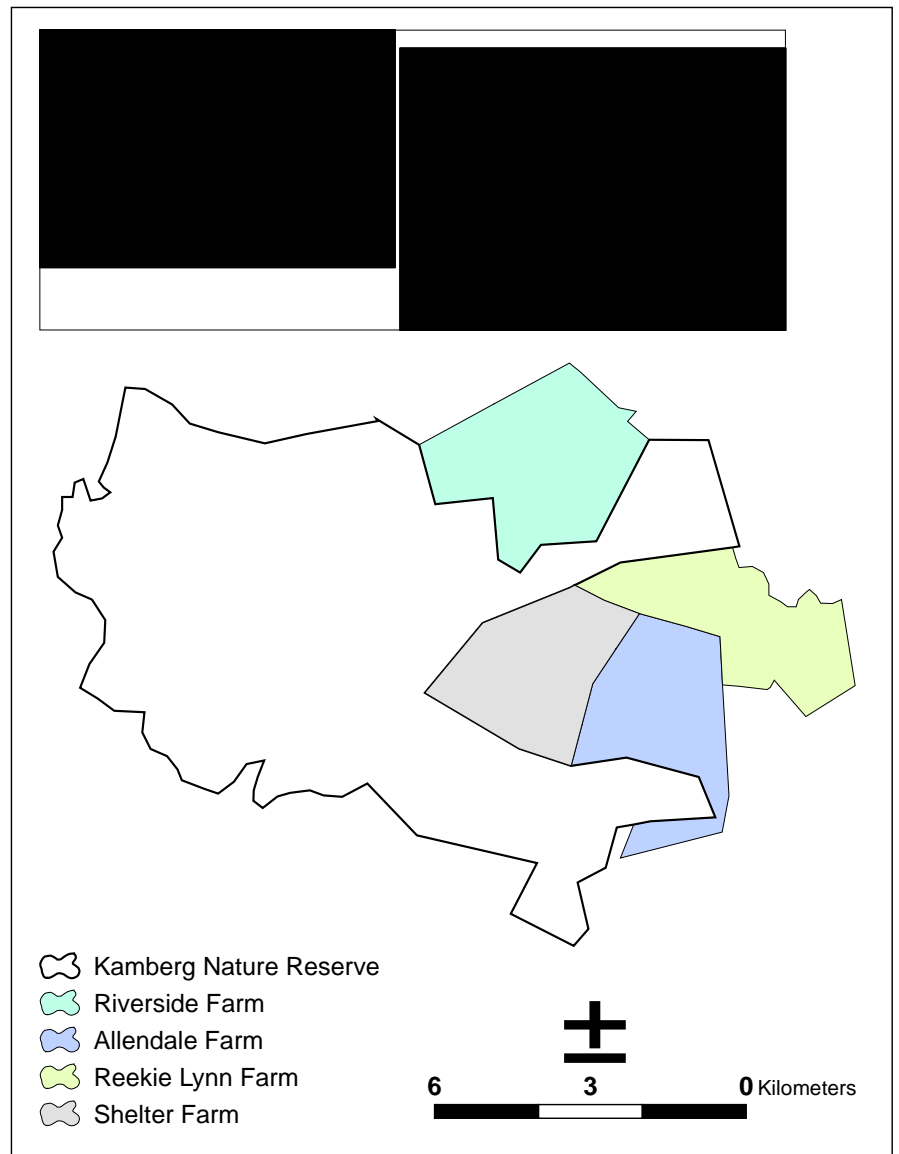 Kamberg Nature Reserve
Riverside Farm
Allendale Farm
Reekie Lynn Farm
Shelter Farm
±
6 3 0 Kilometers